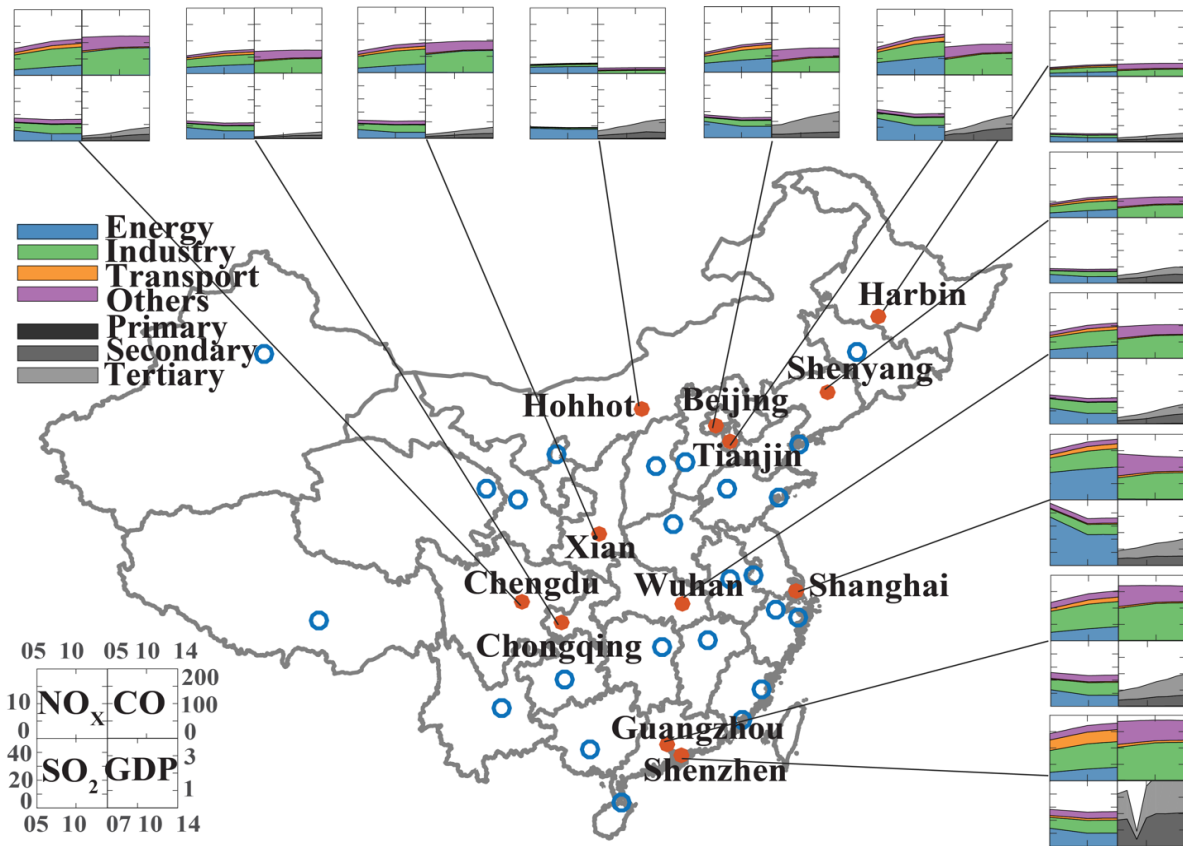 Energy
Industry
Transport
Others
Primary
Secondary
Tertiary
Harbin
Shenyang
Hohhot
Beijing
Tianjin
Xian
Chengdu
Wuhan
Shanghai
Chongqing
Guangzhou
Shenzhen
05 10 05 10 14
10
0
NOX CO
200
100
0
40
20
0
SO2 GDP
3
1
05 10 07 10 14